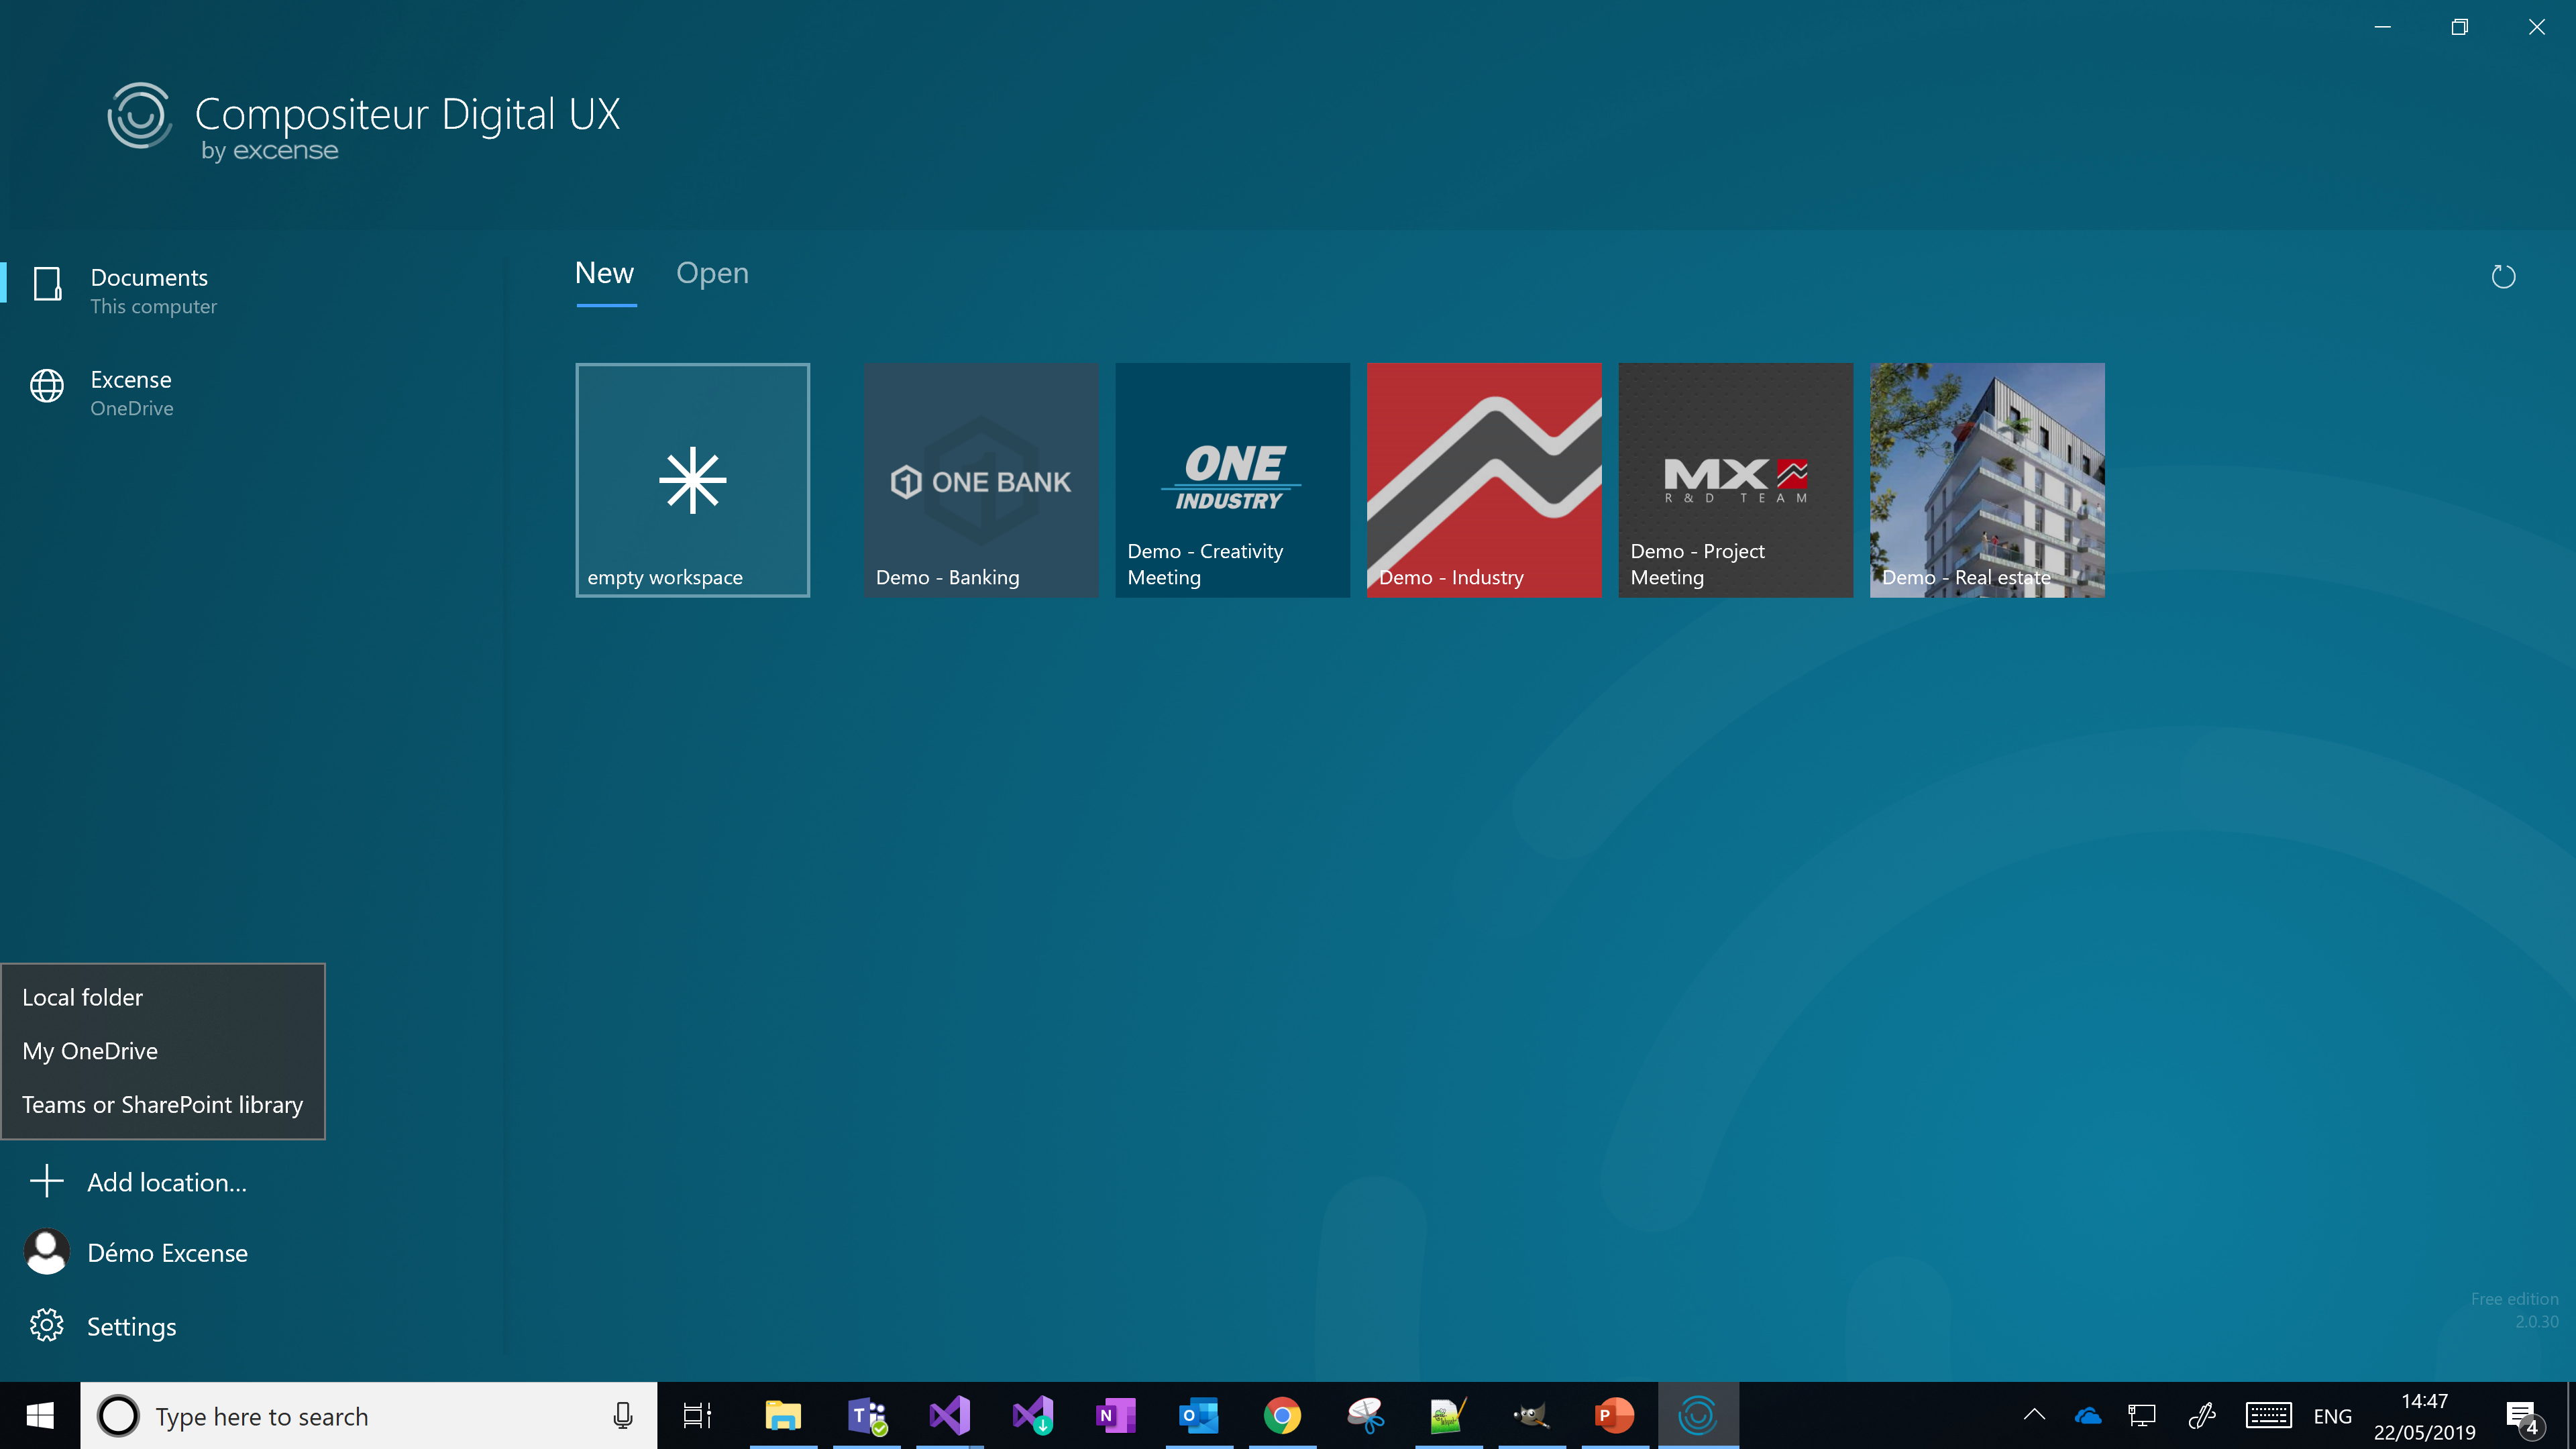 Compositeur Digital UX
by excense
Documents
This computer
Excense
OneDrive
New
Open
empty workspace
ONE BANK
Demo - Banking
ONE
INDUSTRY
Demo - Creativity
Meeting
Demo - Industry
MX
R & D TEAM
Demo - Project
Meeting
Demo - Real estate
Local folder
My OneDrive
Teams or SharePoint library
Add location...
Démo Excense
Settings
Free edition
2.0.30
Type here to search
ENG
14:47
22/05/2019
4